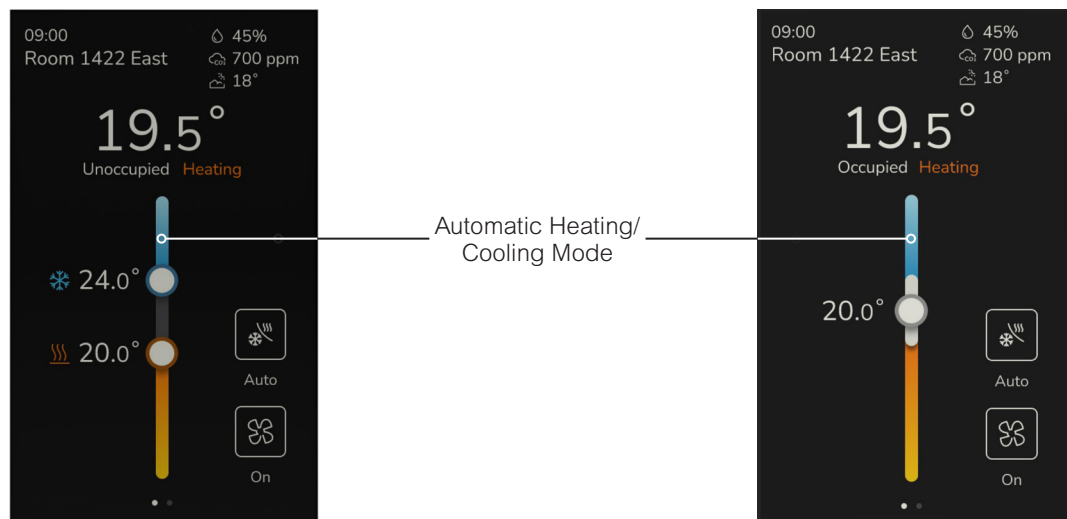 09:00
Room 1422 East
45%
CO2 700 ppm
18°
19.5°
Unoccupied Heating
24.0°
20.0°
Auto
On
Automatic Heating/
Cooling Mode
09:00
Room 1422 East
45%
CO2 700 ppm
18°
19.5°
Occupied Heating
20.0°
Auto
On